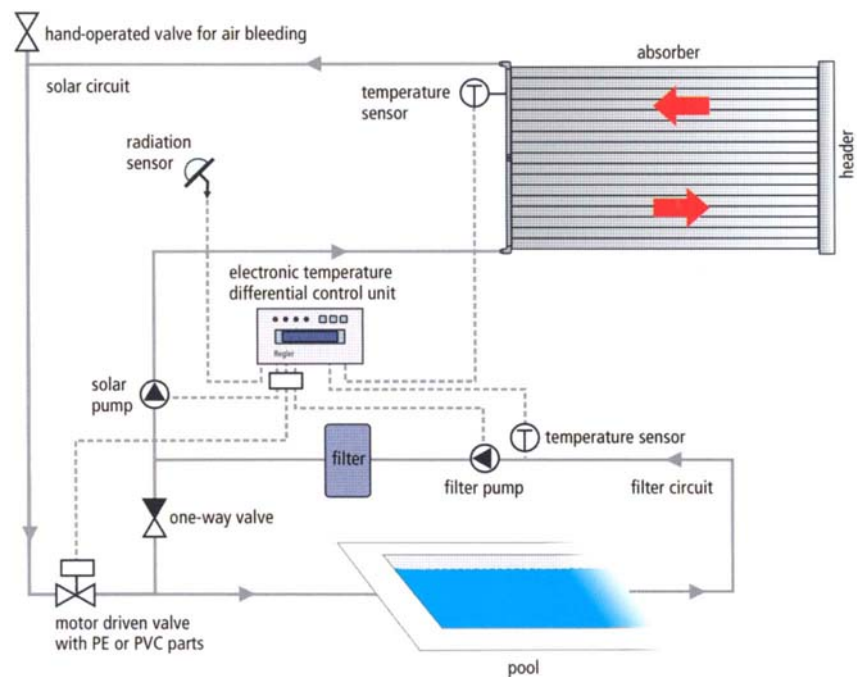 hand-operated valve for air bleeding
absorber
solar circuit
temperature
sensor
T
radiation
sensor
header
electronic temperature
differential control unit
Regler
solar
pump
T
temperature sensor
filter
filter pump
filter circuit
one-way valve
motor driven valve
with PE or PVC parts
pool